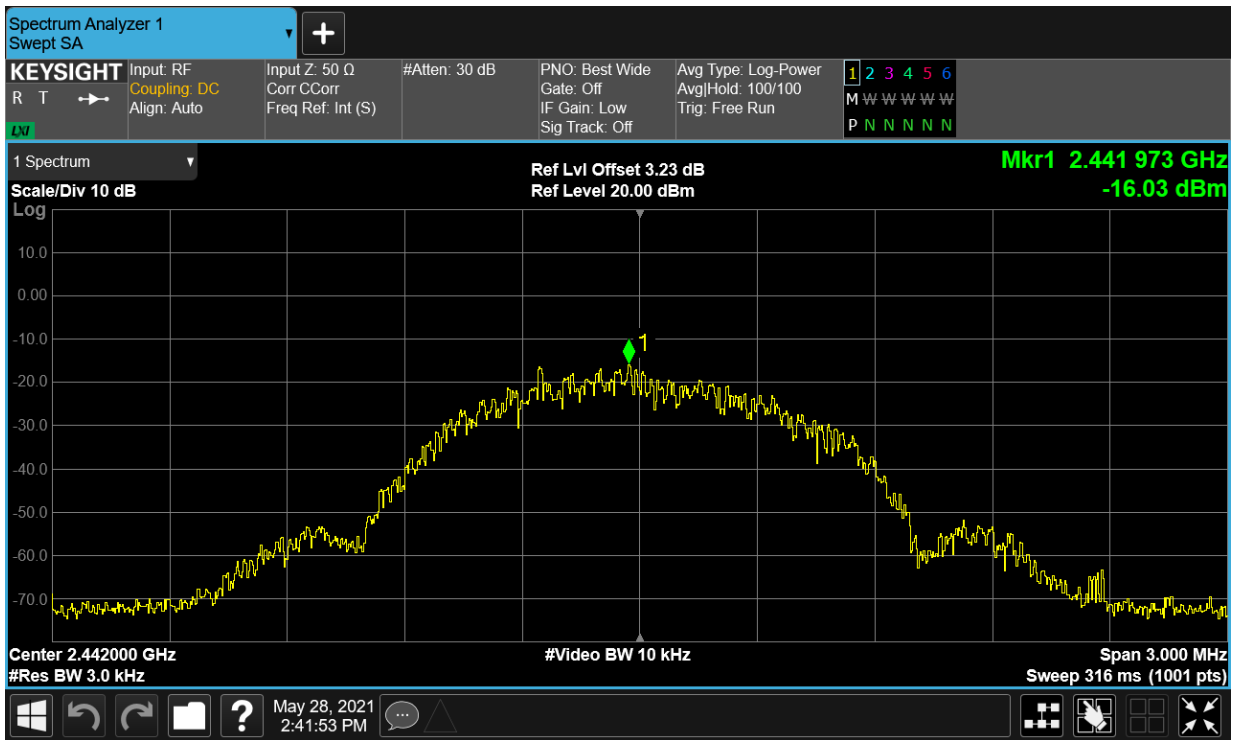 Spectrum Analyzer 1
Swept SA
+
KEYSIGHT Input: RF Input Z: 50 Ω #Atten: 30 dB PNO: Best Wide Avg Type: Log-Power 1 2 3 4 5 6
R T Coupling: DC Corr CCorr Gate: Off Avg|Hold: 100/100 M W W W W W
Align: Auto Freq Ref: Int (S) IF Gain: Low Trig: Free Run
LXI Sig Track: Off P N N N N N
1 Spectrum Ref Lvl Offset 3.23 dB Mkr1 2.441 973 GHz
Scale/Div 10 dB Ref Level 20.00 dBm -16.03 dBm
Log
10.0
0.00
-10.0
1
-20.0
-30.0
-40.0
-50.0
-60.0
-70.0
Center 2.442000 GHz #Video BW 10 kHz Span 3.000 MHz
#Res BW 3.0 kHz Sweep 316 ms (1001 pts)
? May 28, 2021
2:41:53 PM